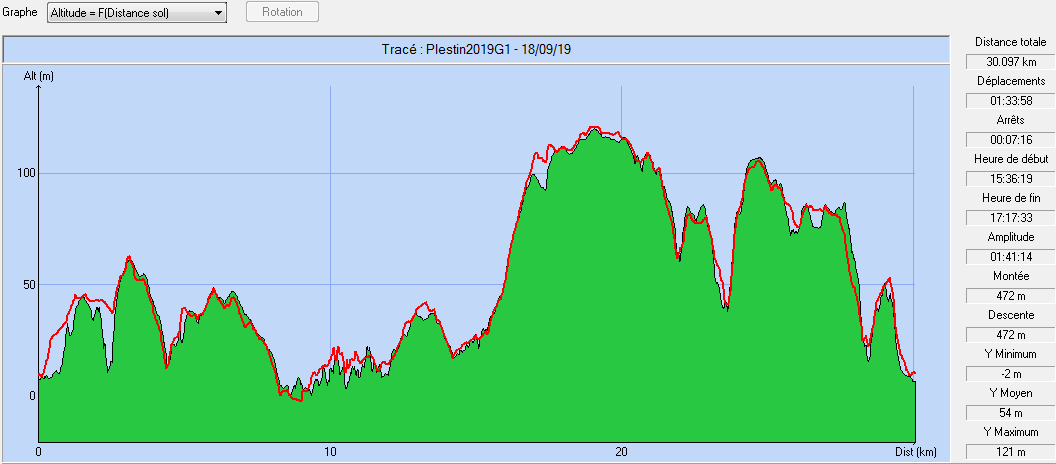 Graphe
Altitude = F(Distance sol)
Rotation
Tracé : Plestin2019G1 - 18/09/19
Alt (m)
100
50
0
0
10
20
Dist (km)
Distance totale
30.097 km
Déplacements
01:33:58
Arrêts
00:07:16
Heure de début
15:36:19
Heure de fin
17:17:33
Amplitude
01:41:14
Montée
472 m
Descente
472 m
Y Minimum
-2 m
Y Moyen
54 m
Y Maximum
121 m